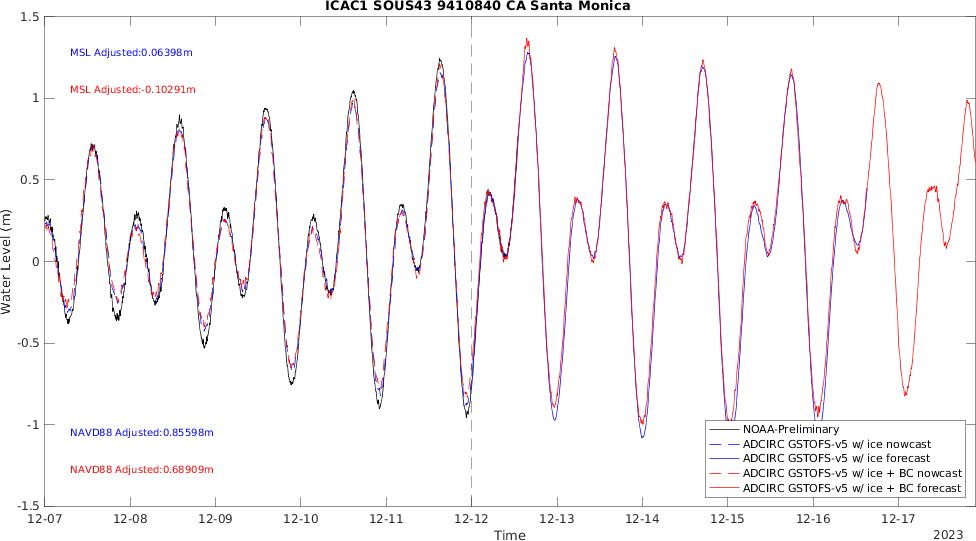 ICAC1 SOUS43 9410840 CA Santa Monica
1.5
MSL Adjusted:0.06398m
MSL Adjusted:-0.10291m
1
0.5
0
-0.5
-1
-1.5
Water Level (m)
NAVD88 Adjusted:0.85598m
NAVD88 Adjusted:0.68909m
NOAA-Preliminary
ADCIRC GSTOFS-v5 w/ ice nowcast
ADCIRC GSTOFS-v5 w/ ice forecast
ADCIRC GSTOFS-v5 w/ ice + BC nowcast
ADCIRC GSTOFS-v5 w/ ice + BC forecast
12-07 12-08 12-09 12-10 12-11 12-12 12-13 12-14 12-15 12-16 12-17
Time
2023